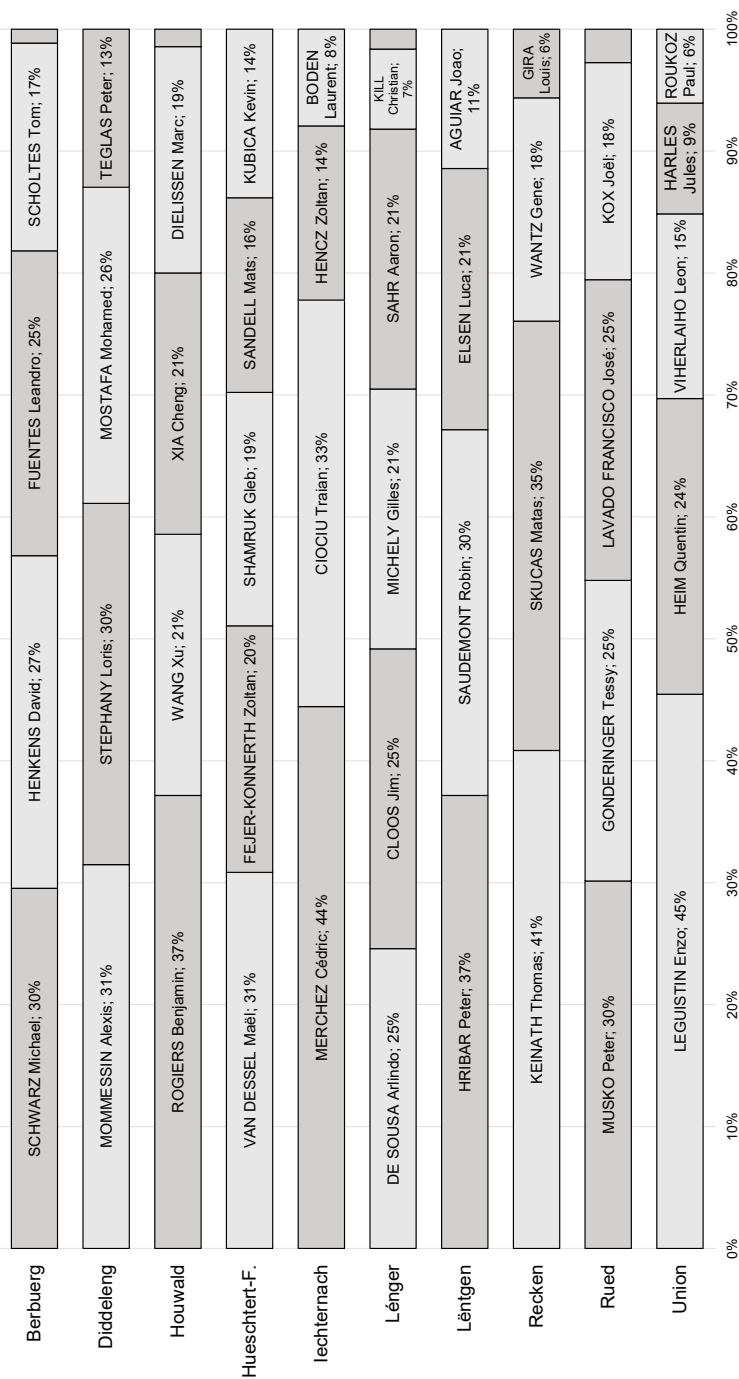 Berbuerg
SCHWARZ Michael; 30%
HENKENS David; 27%
FUENTES Leandro; 25%
SCHOLTES Tom; 17%
Diddeleng
MOMMESSIN Alexis; 31%
STEPHANY Loris; 30%
MOSTAFA Mohamed; 26%
TEGLAS Peter; 13%
Houwald
ROGIERS Benjamin; 37%
WANG Xu; 21%
XIA Cheng; 21%
DIELISSEN Marc; 19%
Hueschtert-F.
VAN DESSEL Maël; 31%
FEJER-KONNERTH Zoltan; 20%
SHAMRUK Gleb; 19%
SANDELL Mats; 16%
KUBICA Kevin; 14%
Iechternach
MERCHEZ Cédric; 44%
CIOCIU Traian; 33%
HENCZ Zoltan; 14%
BODEN
Laurent; 8%
Lénger
DE SOUSA Arlindo; 25%
CLOOS Jim; 25%
MICHELY Gilles; 21%
SAHR Aaron; 21%
KILL
Christian;
7%
Lëntgen
HRIBAR Peter; 37%
SAUDEMONT Robin; 30%
ELSEN Luca; 21%
AGUIAR Joao;
11%
Recken
KEINATH Thomas; 41%
SKUCAS Matas; 35%
WANTZ Gene; 18%
GIRA
Louis; 6%
Rued
MUSKO Peter; 30%
GONDERINGER Tessy; 25%
LAVADO FRANCISCO José; 25%
KOX Joël; 18%
Union
LEGUISTIN Enzo; 45%
HEIM Quentin; 24%
VIHERLAIHO Leon; 15%
HARLES
Jules; 9%
ROUKOZ
Paul; 6%
0%
10%
20%
30%
40%
50%
60%
70%
80%
90%
100%